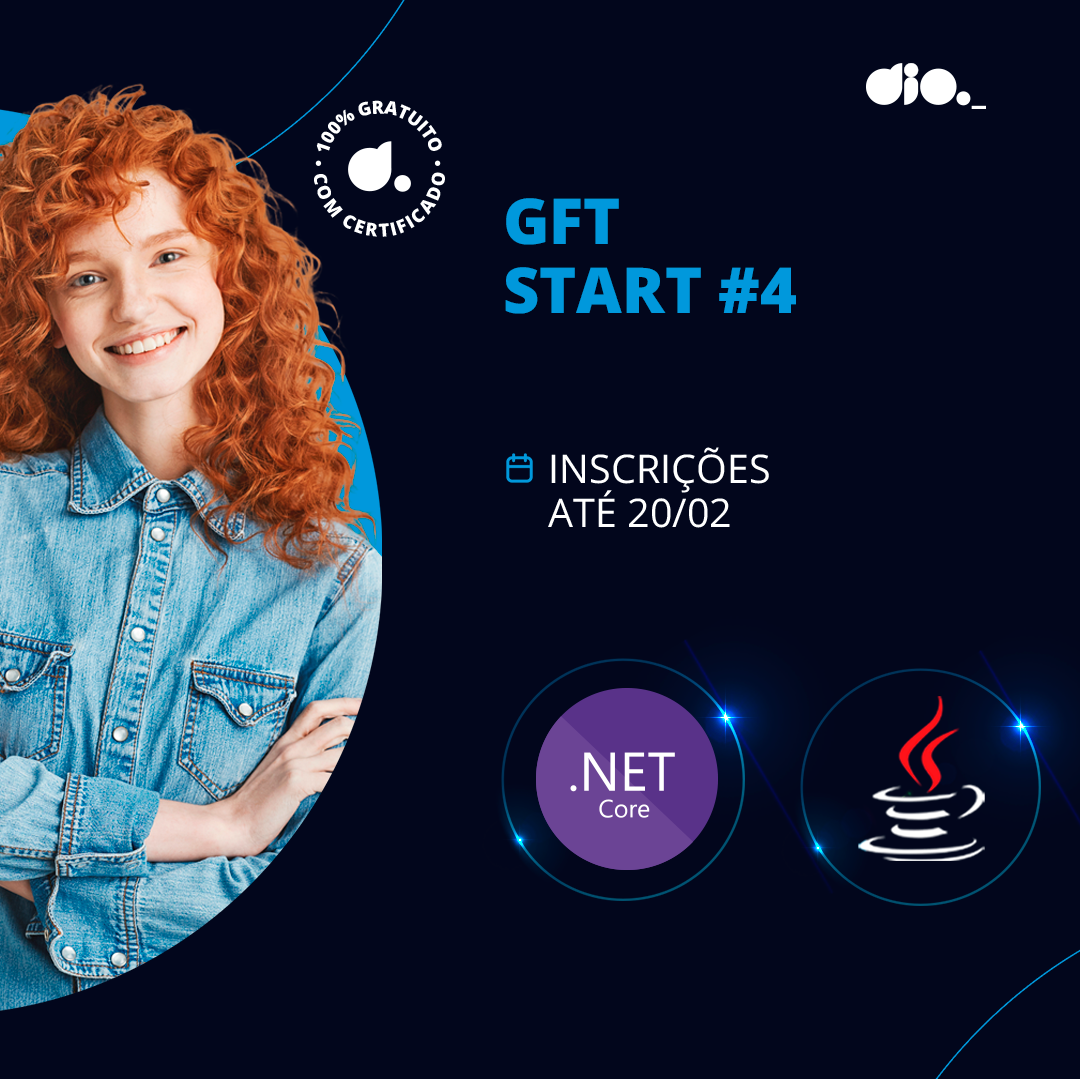 dio._
· 100% GRATUITO ·
COM CERTIFICADO
d.
GFT
START #4
INSCRIÇÕES
ATÉ 20/02
.NET
Core